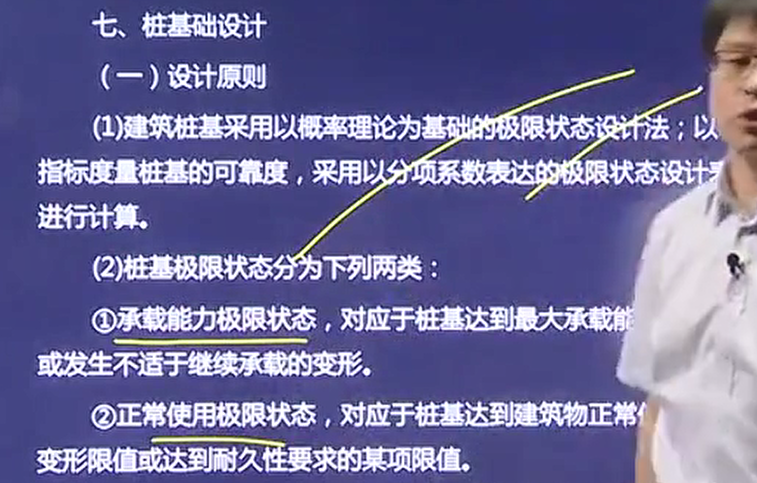 七、桩基础设计
（一）设计原则
(1)建筑桩基采用以概率理论为基础的极限状态设计法；以
指标度量桩基的可靠度，采用以分项系数表达的极限状态设计
进行计算。
(2)桩基极限状态分为下列两类：
①承载能力极限状态，对应于桩基达到最大承载能
或发生不适于继续承载的变形。
②正常使用极限状态，对应于桩基达到建筑物正常
变形限值或达到耐久性要求的某项限值。